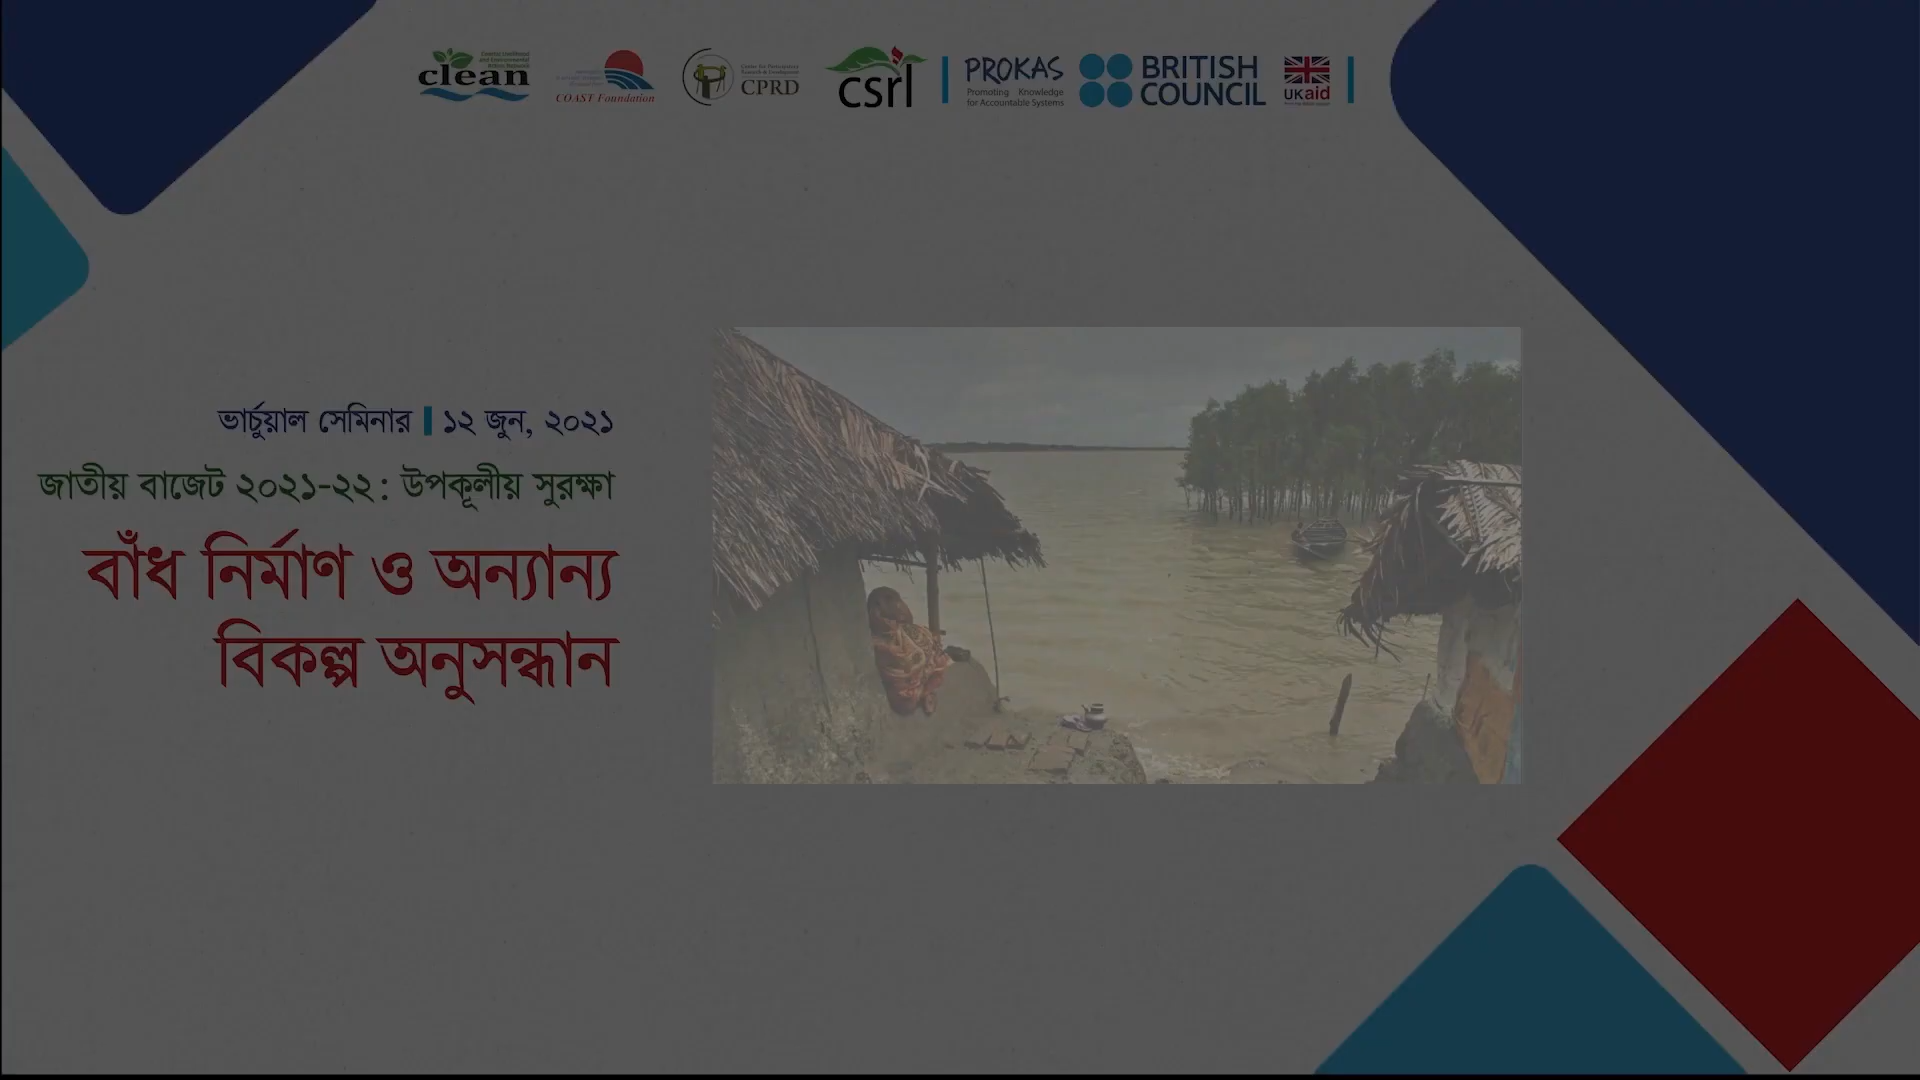 clean
COAST Foundation
CPRD
csrl
PROKAS
Promoting Knowledge
for Accountable Systems
BRITISH
COUNCIL
UKaid
ভার্চুয়াল সেমিনার | ১২ জুন, ২০২১
জাতীয় বাজেট ২০২১-২২: উপকূলীয় সুরক্ষা
বাঁধ নির্মাণ ও অন্যান্য
বিকল্প অনুসন্ধান